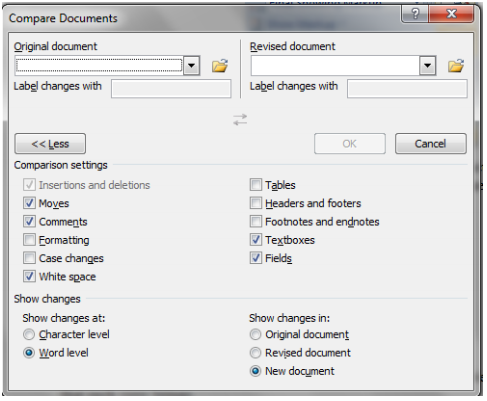 Compare Documents
?
Original document
Revised document
Label changes with
Label changes with
<< Less
OK
Cancel
Comparison settings
Insertions and deletions
Tables
Moves
Headers and footers
Comments
Footnotes and endnotes
Formatting
Textboxes
Case changes
Fields
White space
Show changes
Show changes at:
Show changes in:
Character level
Original document
Word level
Revised document
New document